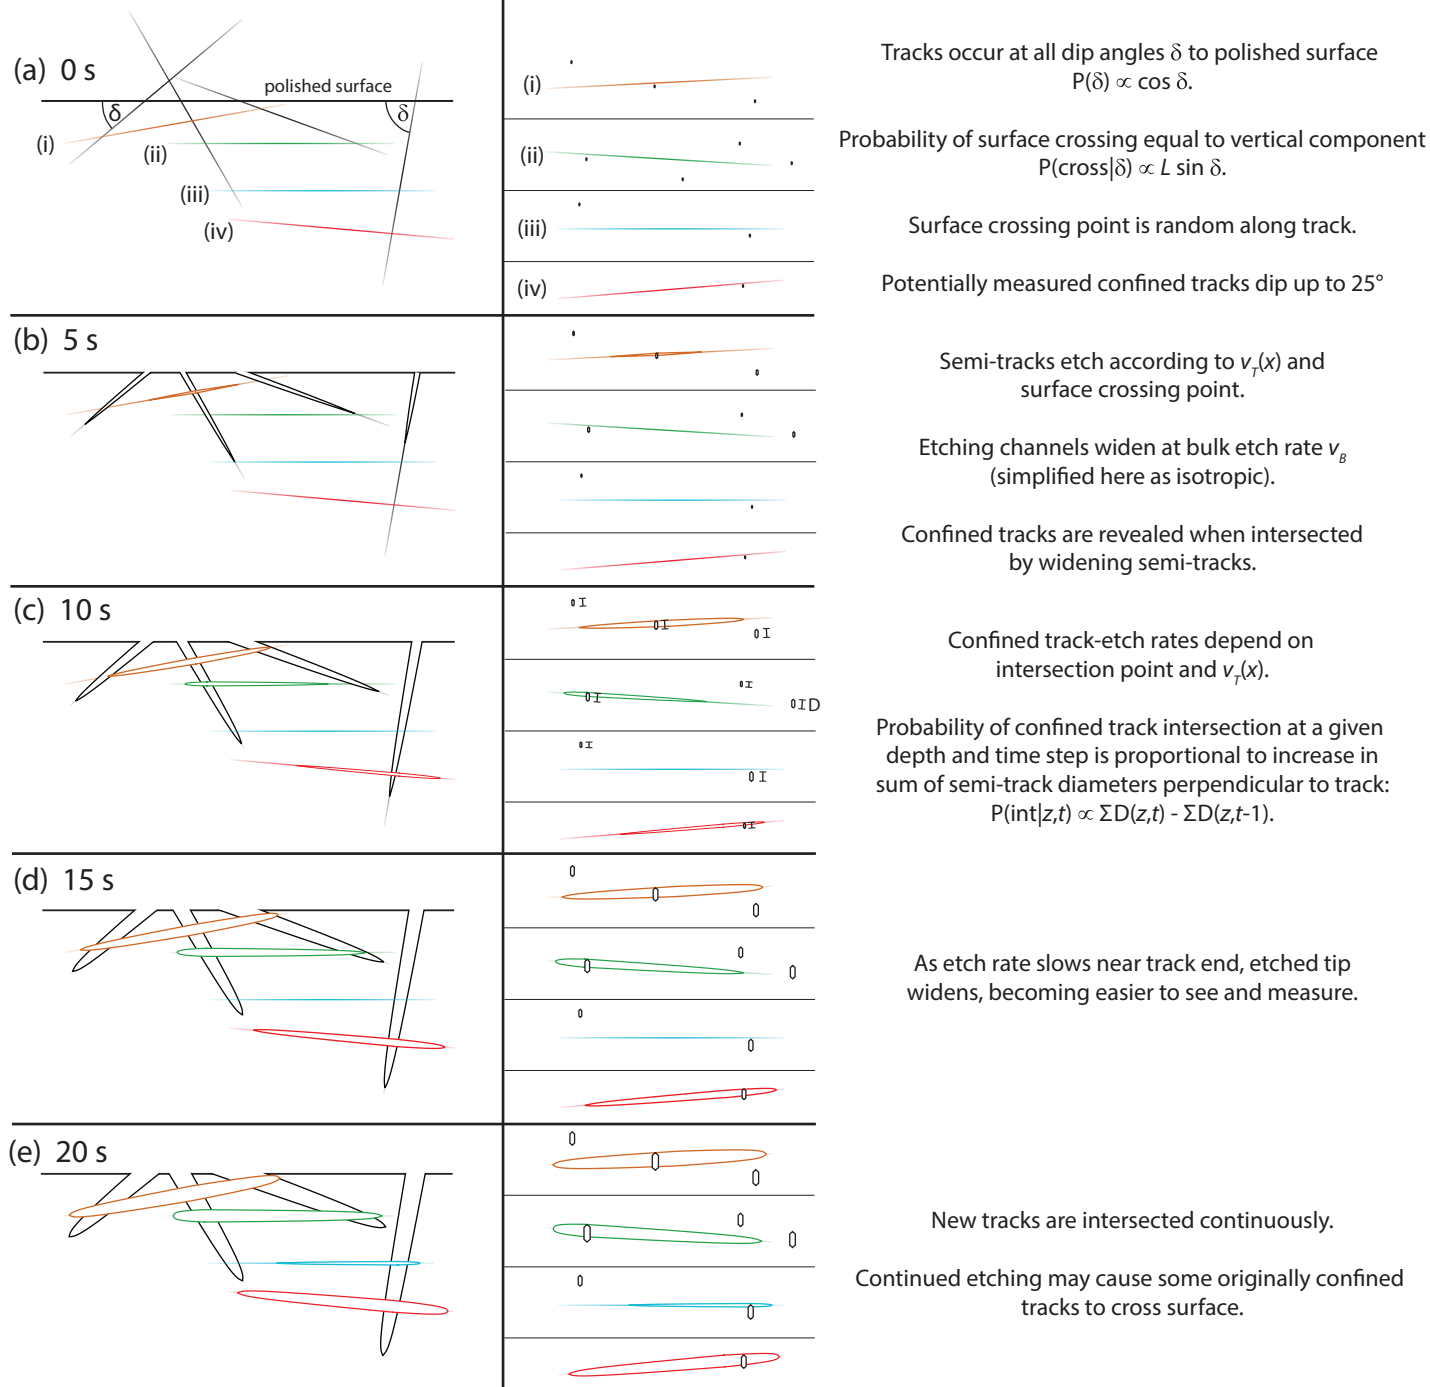 (a) 0 s
polished surface
δ
δ
(i)
(ii)
(iii)
(iv)
(i)
(ii)
(iii)
(iv)
Tracks occur at all dip angles δ to polished surface
P(δ) ∝ cos δ.
Probability of surface crossing equal to vertical component
P(cross|δ) ∝ L sin δ.
Surface crossing point is random along track.
Potentially measured confined tracks dip up to 25°
(b) 5 s
Semi-tracks etch according to v_T(x) and
surface crossing point.
Etching channels widen at bulk etch rate v_B
(simplified here as isotropic).
Confined tracks are revealed when intersected
by widening semi-tracks.
(c) 10 s
D
Confined track-etch rates depend on
intersection point and v_T(x).
Probability of confined track intersection at a given
depth and time step is proportional to increase in
sum of semi-track diameters perpendicular to track:
P(int|z,t) ∝ ΣD(z,t) - ΣD(z,t-1).
(d) 15 s
As etch rate slows near track end, etched tip
widens, becoming easier to see and measure.
(e) 20 s
New tracks are intersected continuously.
Continued etching may cause some originally confined
tracks to cross surface.